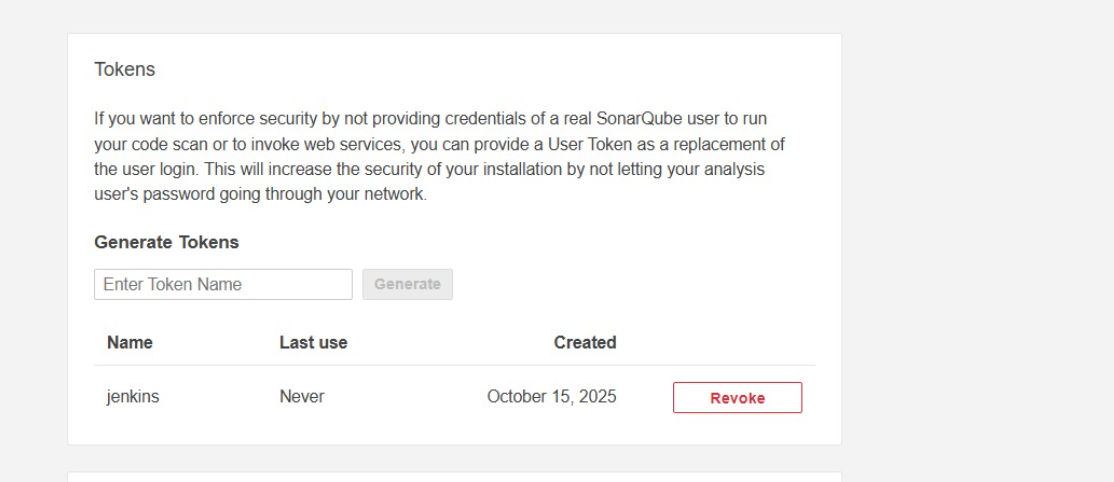 Tokens
If you want to enforce security by not providing credentials of a real SonarQube user to run
your code scan or to invoke web services, you can provide a User Token as a replacement of
the user login. This will increase the security of your installation by not letting your analysis
user's password going through your network.
Generate Tokens
Enter Token Name Generate
Name Last use Created
jenkins Never October 15, 2025 Revoke